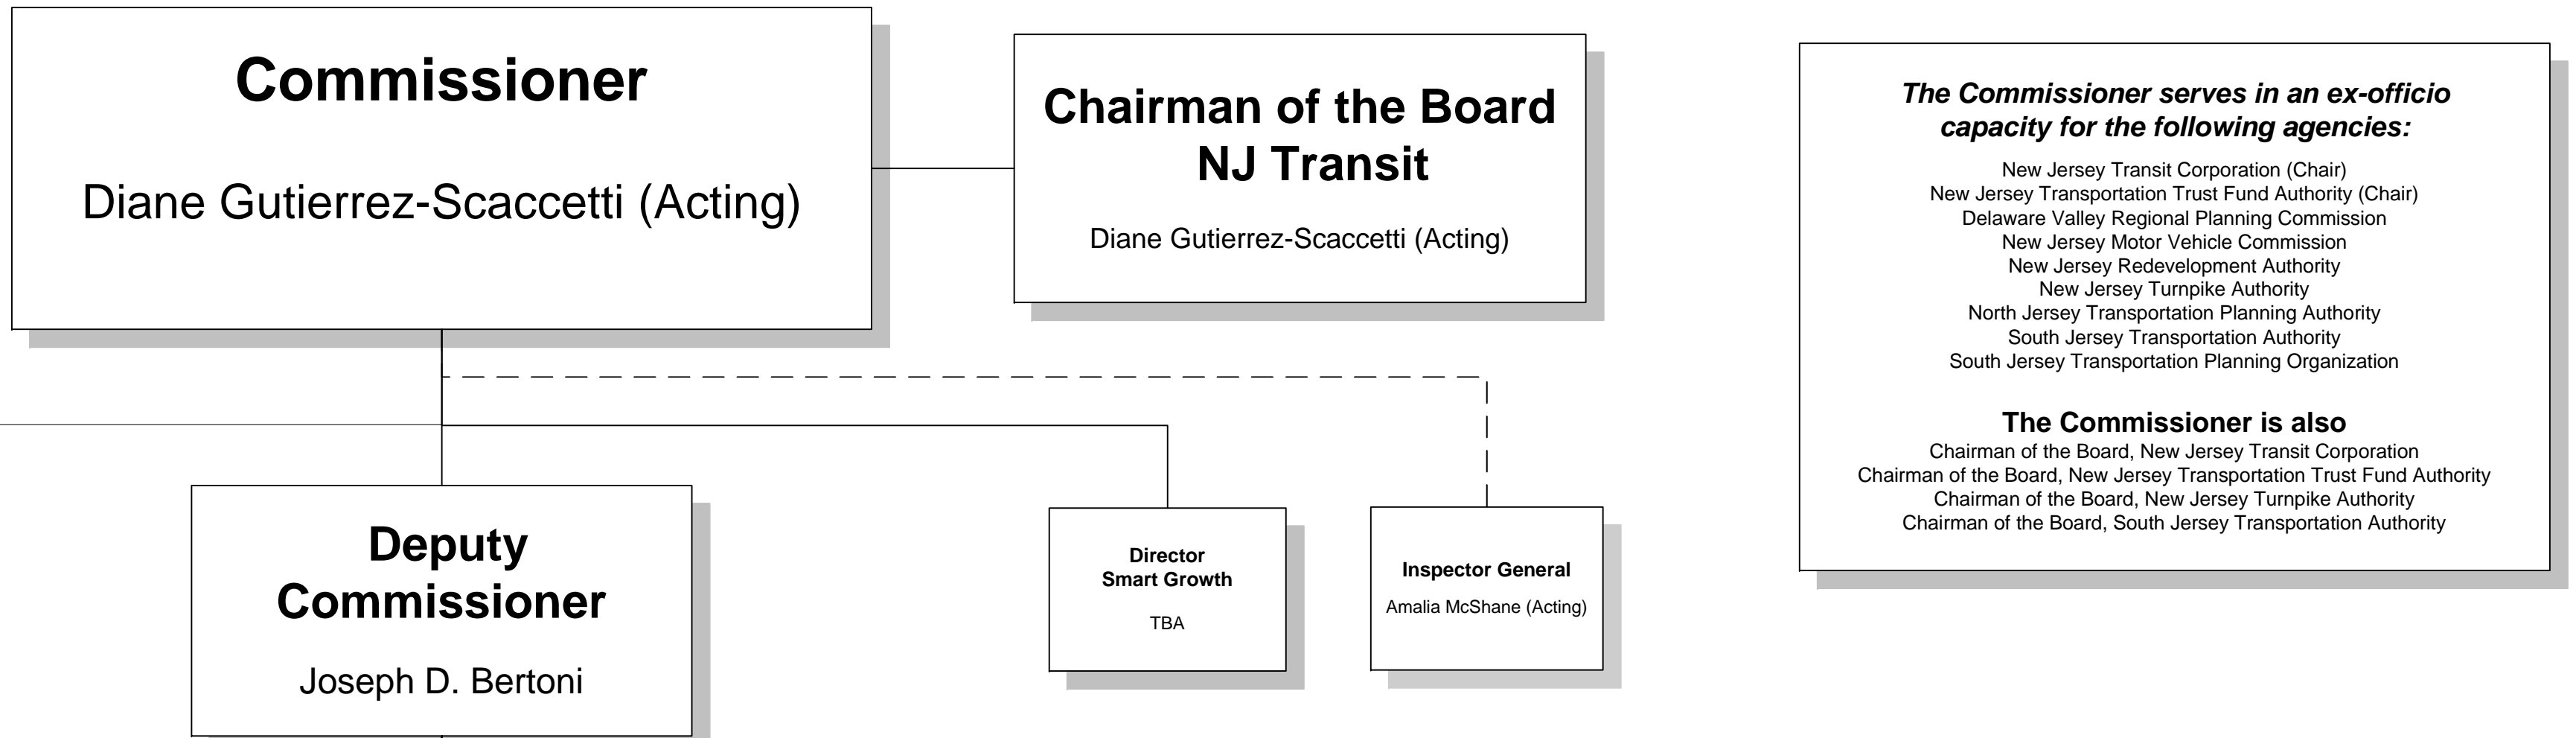 Commissioner
Diane Gutierrez-Scaccetti (Acting)
Chairman of the Board
NJ Transit
Diane Gutierrez-Scaccetti (Acting)
The Commissioner serves in an ex-officio
capacity for the following agencies:
New Jersey Transit Corporation (Chair)
New Jersey Transportation Trust Fund Authority (Chair)
Delaware Valley Regional Planning Commission
New Jersey Motor Vehicle Commission
New Jersey Redevelopment Authority
New Jersey Turnpike Authority
North Jersey Transportation Planning Authority
South Jersey Transportation Authority
South Jersey Transportation Planning Organization
The Commissioner is also
Chairman of the Board, New Jersey Transit Corporation
Chairman of the Board, New Jersey Transportation Trust Fund Authority
Chairman of the Board, New Jersey Turnpike Authority
Chairman of the Board, South Jersey Transportation Authority
Deputy
Commissioner
Joseph D. Bertoni
Director
Smart Growth
TBA
Inspector General
Amalia McShane (Acting)